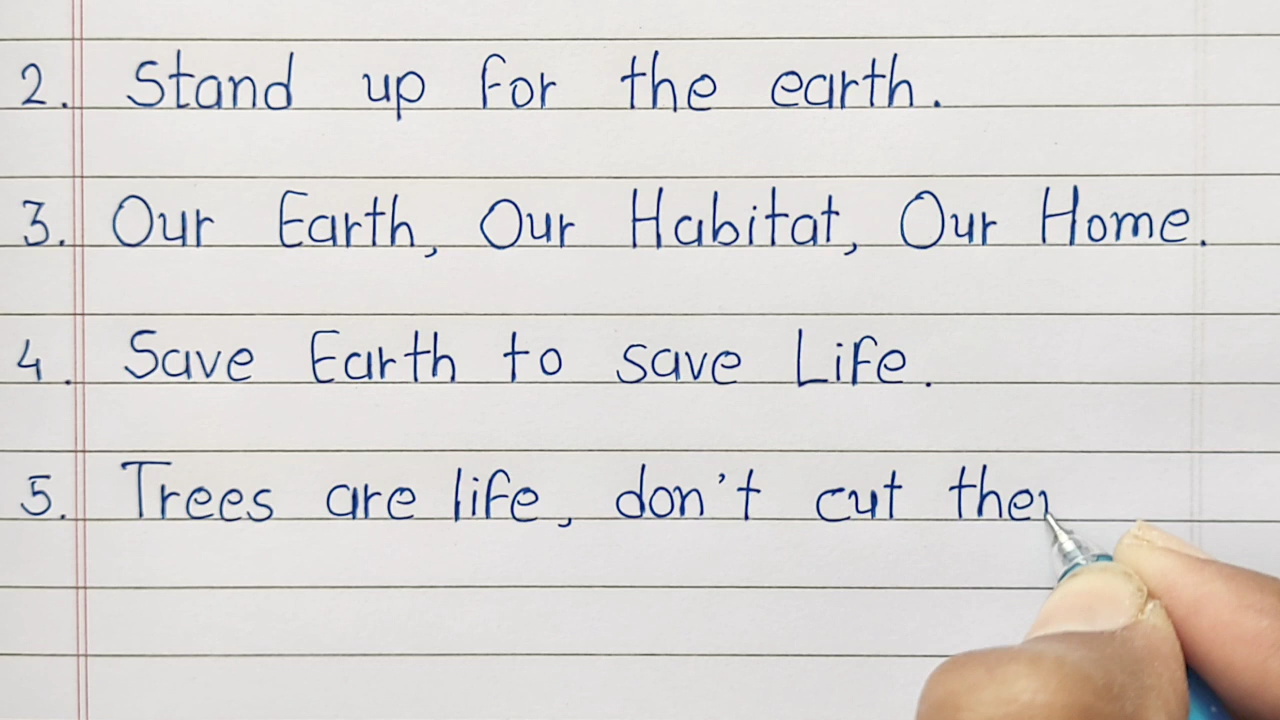 2. Stand up for the earth.
3. Our Earth, Our Habitat, Our Home.
4. Save Earth to save Life.
5. Trees are life, don't cut